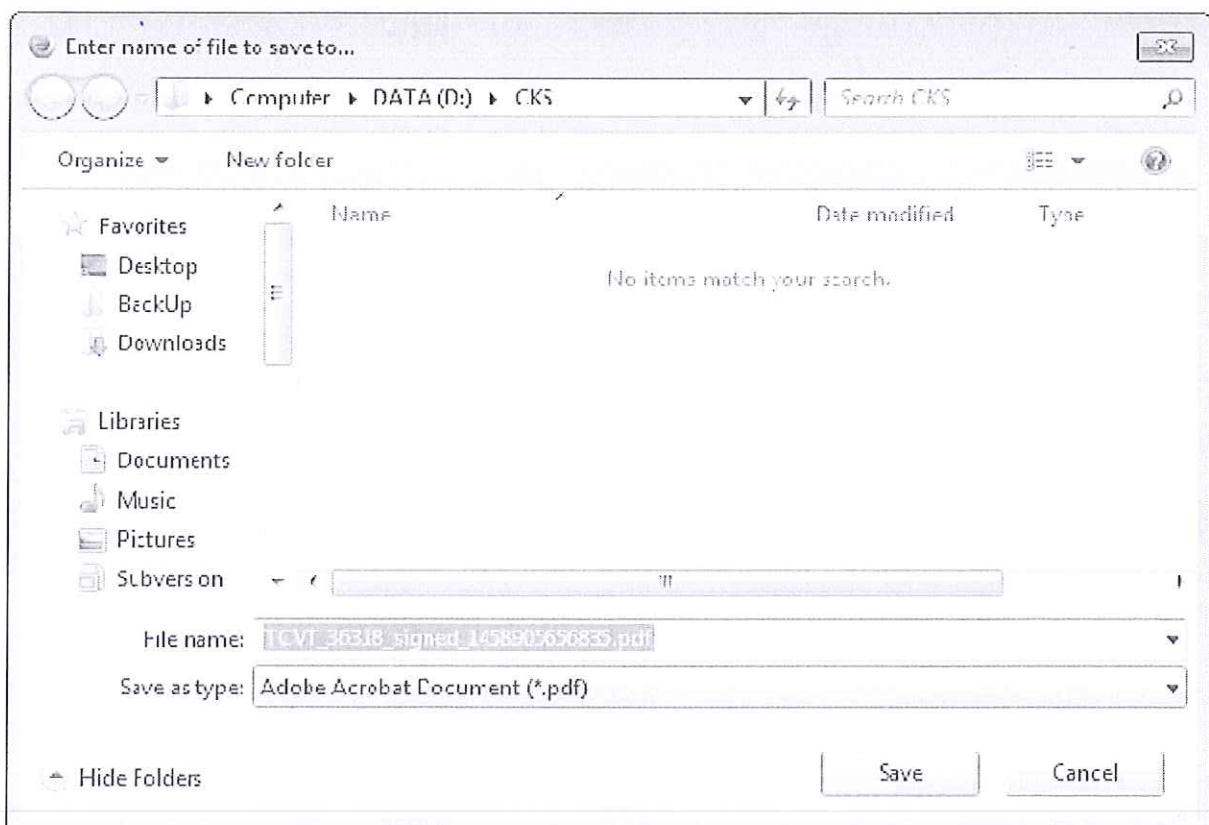 Enter name of file to save to...
Computer ▸ DATA (D:) ▸ CKS
Search CKS
Organize
New folder
Name
Date modified
Type
Favorites
Desktop
BackUp
Downloads
No items match your search.
Libraries
Documents
Music
Pictures
Subversion
File name: TCVT_36318_signed_1458905656835.pdf
Save as type: Adobe Acrobat Document (*.pdf)
Hide Folders
Save
Cancel